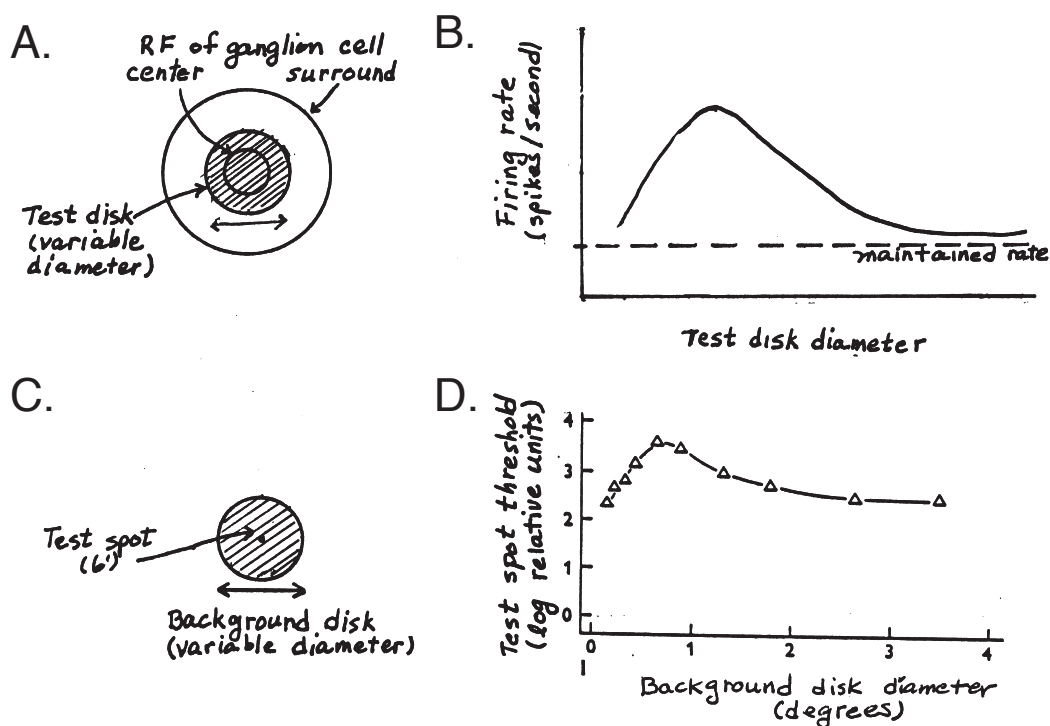 A.
RF of ganglion cell
center surround
Test disk
(variable
diameter)
B.
Firing rate
(spikes/second)
maintained rate
Test disk diameter
C.
Test spot
(6')
Background disk
(variable diameter)
D.
Test spot threshold
(log relative units)
4
3
2
1
0
0 1 2 3 4
Background disk diameter
(degrees)